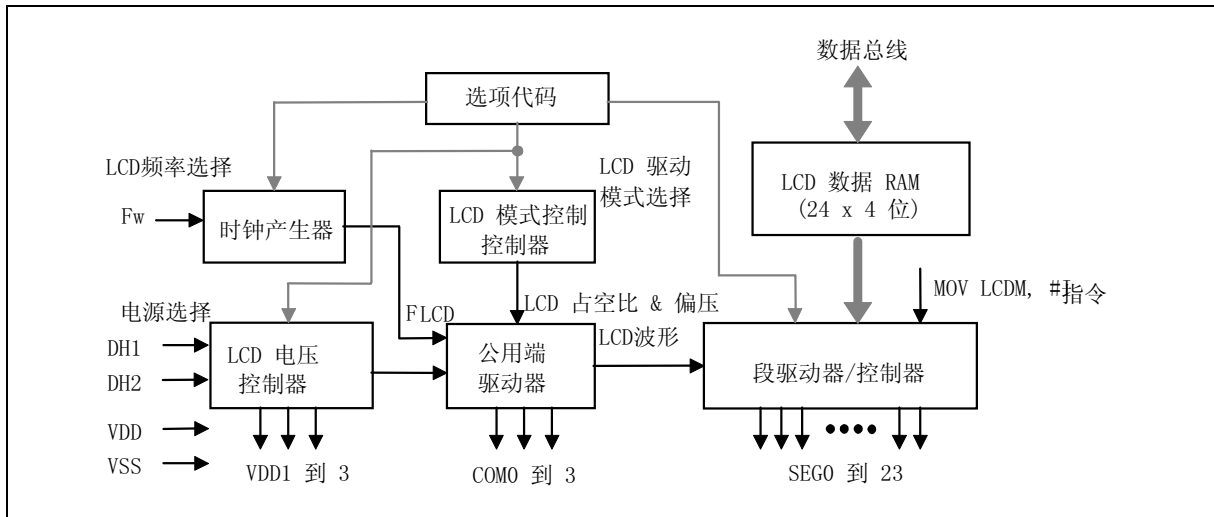 数据总线
选项代码
LCD频率选择
LCD 驱动
模式选择
LCD 数据 RAM
(24 x 4 位)
Fw
时钟产生器
LCD 模式控制
控制器
MOV LCDM, #指令
电源选择
FLCD
LCD 占空比 & 偏压
LCD波形
DH1
DH2
LCD 电压
控制器
公用端
驱动器
段驱动器/控制器
VDD
VSS
VDD1 到 3
COM0 到 3
SEG0 到 23